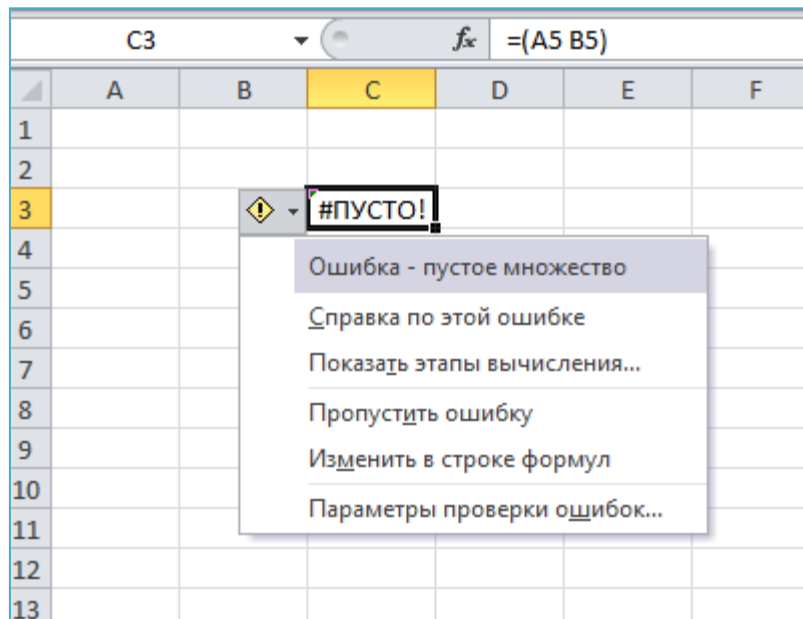 C3 fx =(A5 B5)
A B C D E F
1
2
3 #ПУСТО!
4
Ошибка - пустое множество
5
6 Справка по этой ошибке
7 Показать этапы вычисления...
8 Пропустить ошибку
9 Изменить в строке формул
10
Параметры проверки ошибок...
11
12
13